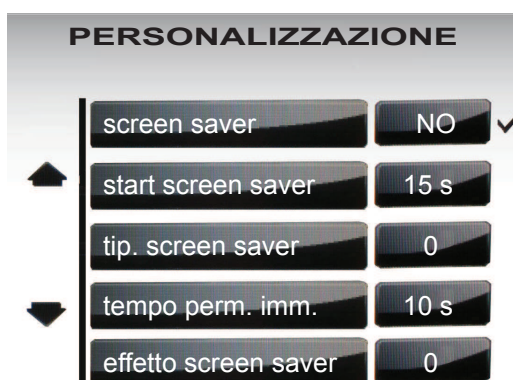 PERSONALIZZAZIONE
screen saver NO
start screen saver 15 s
tip. screen saver 0
tempo perm. imm. 10 s
effetto screen saver 0